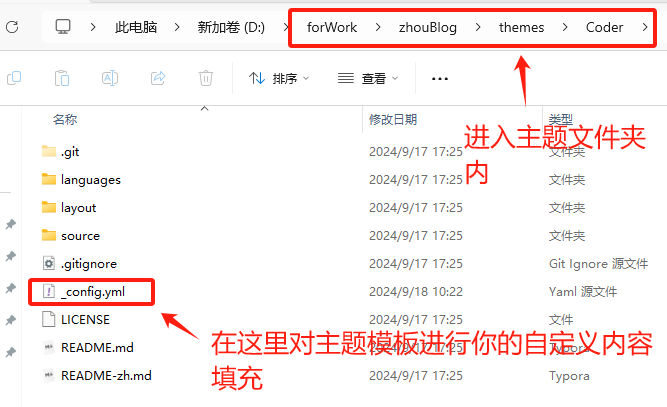 此电脑 > 新加卷 (D:) > forWork > zhouBlog > themes > Coder >
排序 查看 ...
名称 修改日期 类型
.git 2024/9/17 17:25 文件夹
languages 2024/9/17 17:25 文件夹
layout 2024/9/17 17:25 文件夹
source 2024/9/17 17:25 文件夹
.gitignore 2024/9/17 17:25 Git Ignore 源文件
_config.yml 2024/9/18 10:22 Yaml 源文件
LICENSE 2024/9/17 17:25 文件
README.md 2024/9/17 17:25 Typora
README-zh.md 2024/9/17 17:25 Typora
进入主题文件夹
内
在这里对主题模板进行你的自定义内容
填充